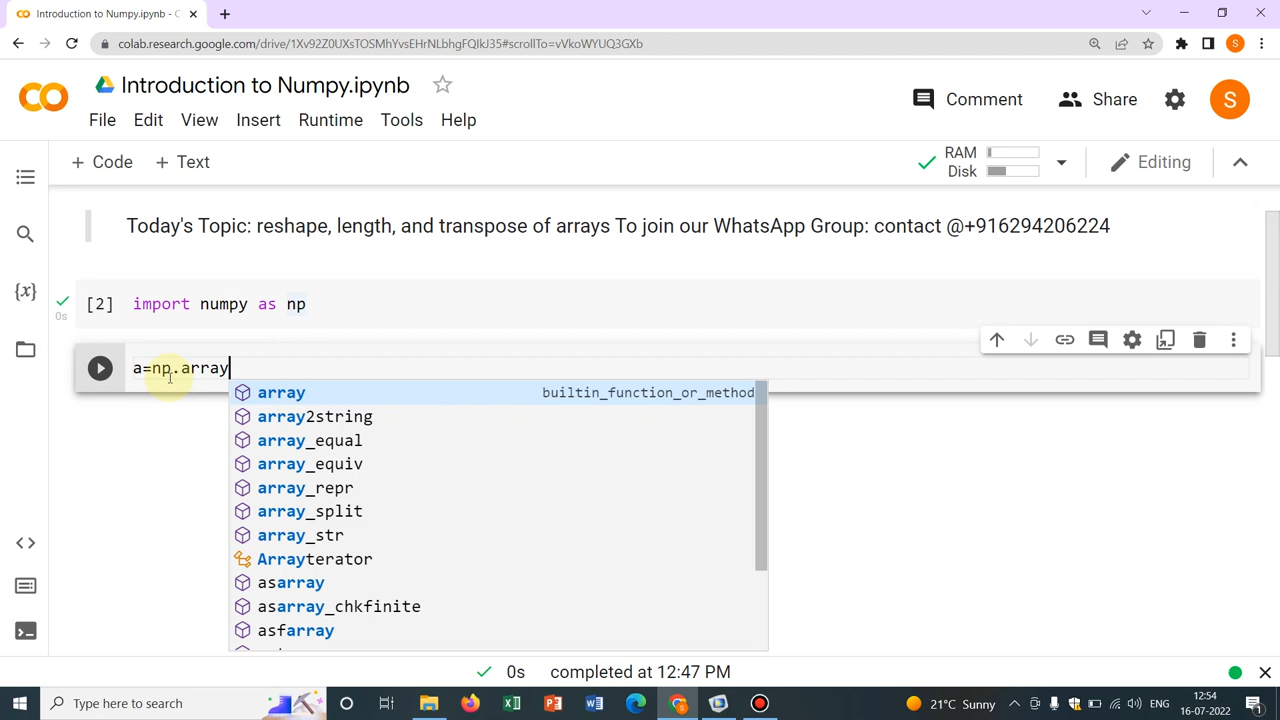 Introduction to Numpy.ipynb - C
colab.research.google.com/drive/1Xv92Z0UXsTOSMhYvsEHrNLbhgFQIkI35#scrollTo=vVkoWYUQ3GXb
S
Introduction to Numpy.ipynb
Comment
Share
S
File Edit View Insert Runtime Tools Help
+ Code + Text
RAM
Disk
Editing
Today's Topic: reshape, length, and transpose of arrays To join our WhatsApp Group: contact @+916294206224
{x}
[2] import numpy as np
0s
a=np.array
array builtin_function_or_method
array2string
array_equal
array_equiv
array_repr
array_split
array_str
Arrayterator
asarray
asarray_chkfinite
asfarray
0s completed at 12:47 PM
Type here to search
21°C Sunny
ENG
12:54
16-07-2022